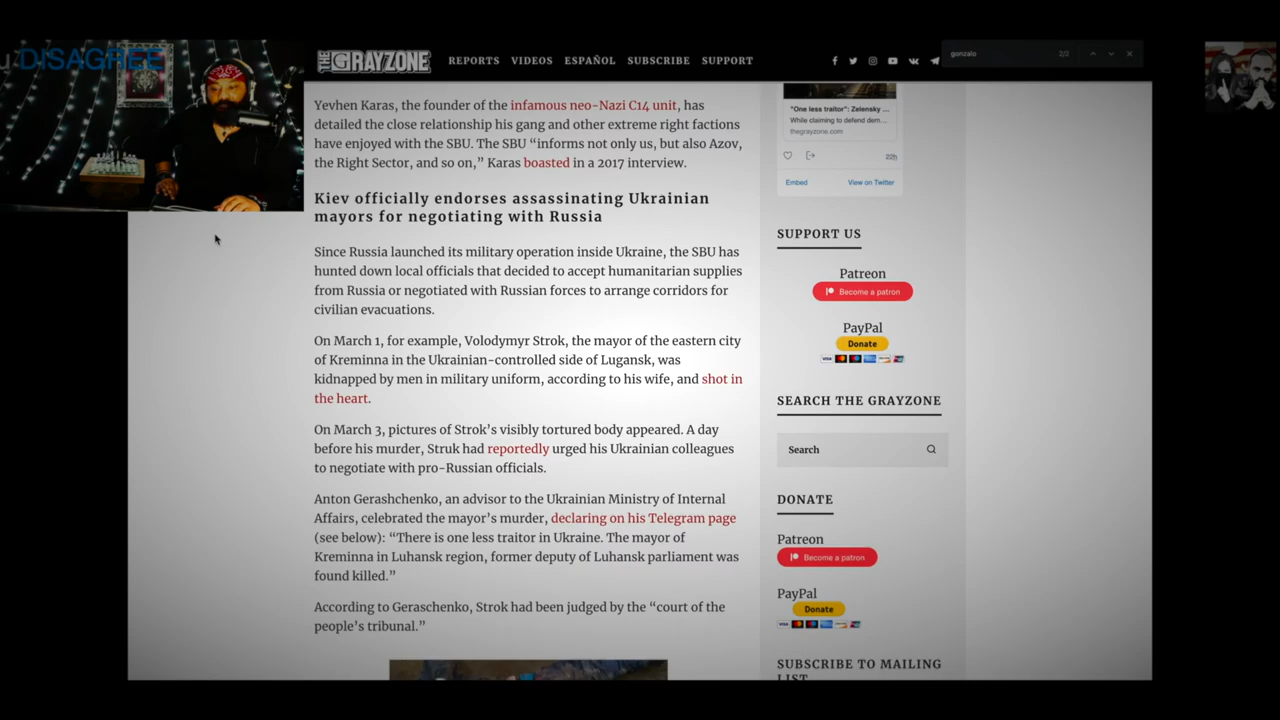 u DISAGREE
THE GRAYZONE
REPORTS VIDEOS ESPAÑOL SUBSCRIBE SUPPORT
gonzalo 2/2
Yevhen Karas, the founder of the infamous neo-Nazi C14 unit, has
detailed the close relationship his gang and other extreme right factions
have enjoyed with the SBU. The SBU “informs not only us, but also Azov,
the Right Sector, and so on,” Karas boasted in a 2017 interview.
Kiev officially endorses assassinating Ukrainian
mayors for negotiating with Russia
Since Russia launched its military operation inside Ukraine, the SBU has
hunted down local officials that decided to accept humanitarian supplies
from Russia or negotiated with Russian forces to arrange corridors for
civilian evacuations.
On March 1, for example, Volodymyr Strok, the mayor of the eastern city
of Kreminna in the Ukrainian-controlled side of Lugansk, was
kidnapped by men in military uniform, according to his wife, and shot in
the heart.
On March 3, pictures of Strok’s visibly tortured body appeared. A day
before his murder, Struk had reportedly urged his Ukrainian colleagues
to negotiate with pro-Russian officials.
Anton Gerashchenko, an advisor to the Ukrainian Ministry of Internal
Affairs, celebrated the mayor’s murder, declaring on his Telegram page
(see below): “There is one less traitor in Ukraine. The mayor of
Kreminna in Luhansk region, former deputy of Luhansk parliament was
found killed.”
According to Geraschenko, Strok had been judged by the “court of the
people’s tribunal.”
"One less traitor": Zelensky ...
While claiming to defend dem...
thegrayzone.com
22h
Embed View on Twitter
SUPPORT US
Patreon
Become a patron
PayPal
Donate
SEARCH THE GRAYZONE
Search
DONATE
Patreon
Become a patron
PayPal
Donate
SUBSCRIBE TO MAILING
LIST